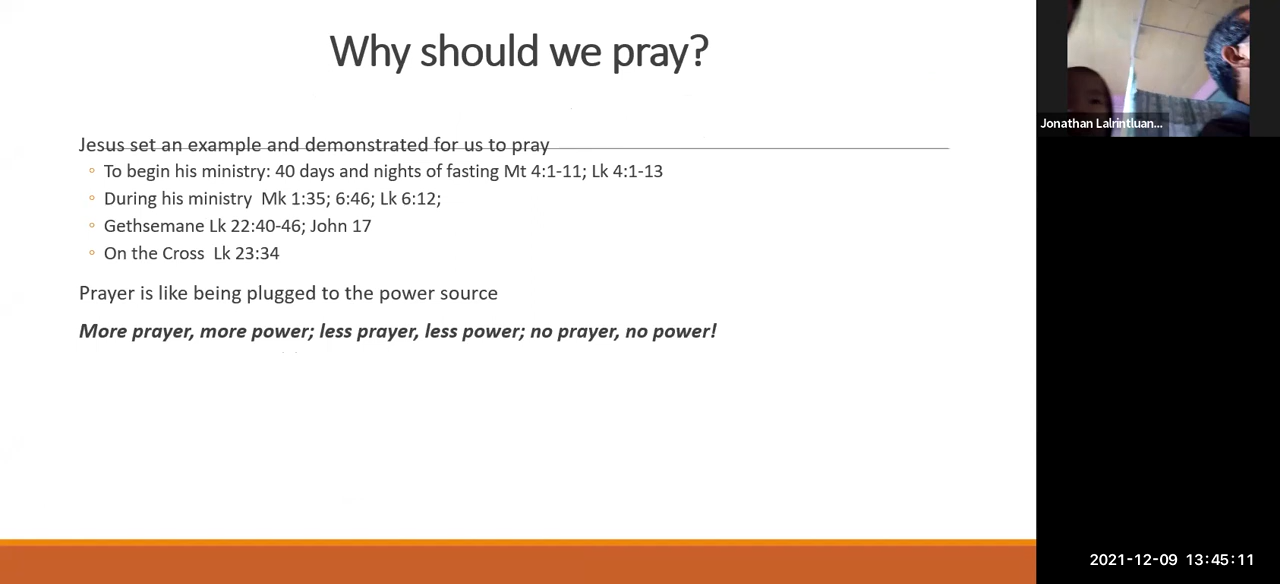 Why should we pray?
Jesus set an example and demonstrated for us to pray
◦ To begin his ministry: 40 days and nights of fasting Mt 4:1-11; Lk 4:1-13
◦ During his ministry  Mk 1:35; 6:46; Lk 6:12;
◦ Gethsemane Lk 22:40-46; John 17
◦ On the Cross  Lk 23:34
Prayer is like being plugged to the power source
More prayer, more power; less prayer, less power; no prayer, no power!
Jonathan Lalrintluan...
2021-12-09 13:45:11